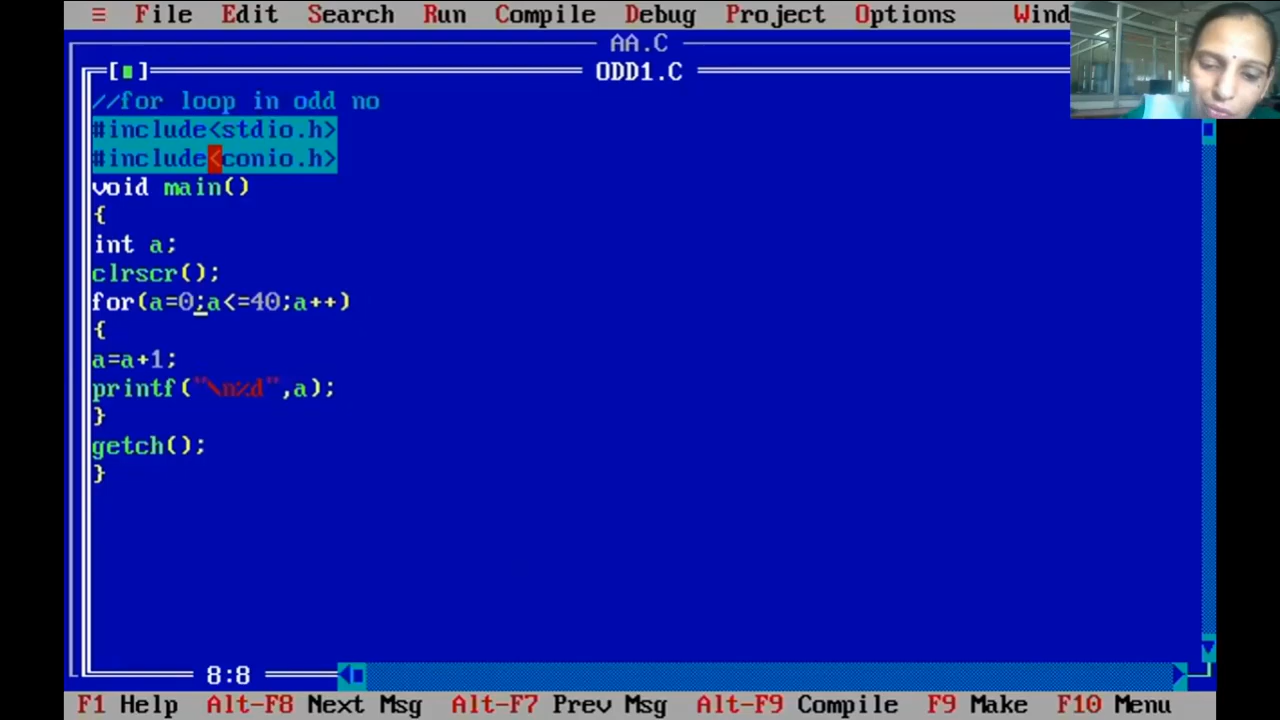 ≡ File Edit Search Run Compile Debug Project Options Wind
AA.C
[■] ODD1.C
//for loop in odd no
#include<stdio.h>
#include<conio.h>
void main()
{
int a;
clrscr();
for(a=0;a<=40;a++)
{
a=a+1;
printf("\n%d",a);
}
getch();
}
8:8
F1 Help Alt-F8 Next Msg Alt-F7 Prev Msg Alt-F9 Compile F9 Make F10 Menu